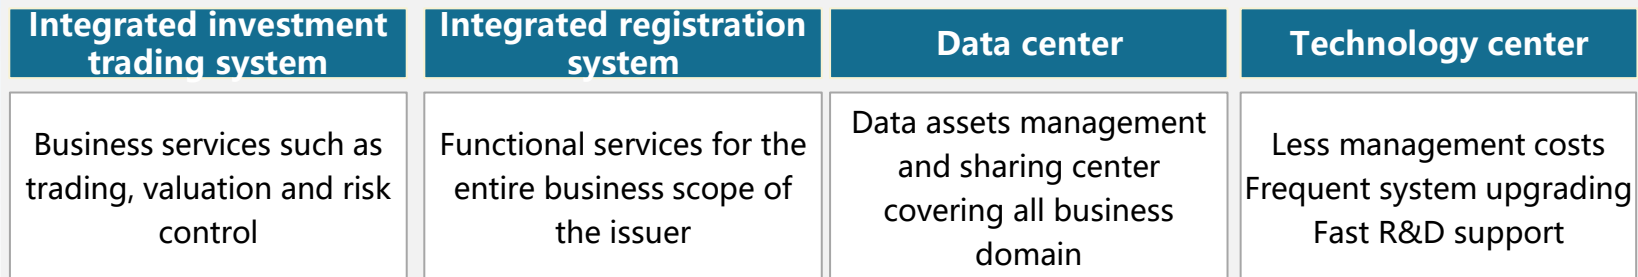 Integrated investment
trading system
Business services such as
trading, valuation and risk
control
Integrated registration
system
Functional services for the
entire business scope of
the issuer
Data center
Data assets management
and sharing center
covering all business
domain
Technology center
Less management costs
Frequent system upgrading
Fast R&D support